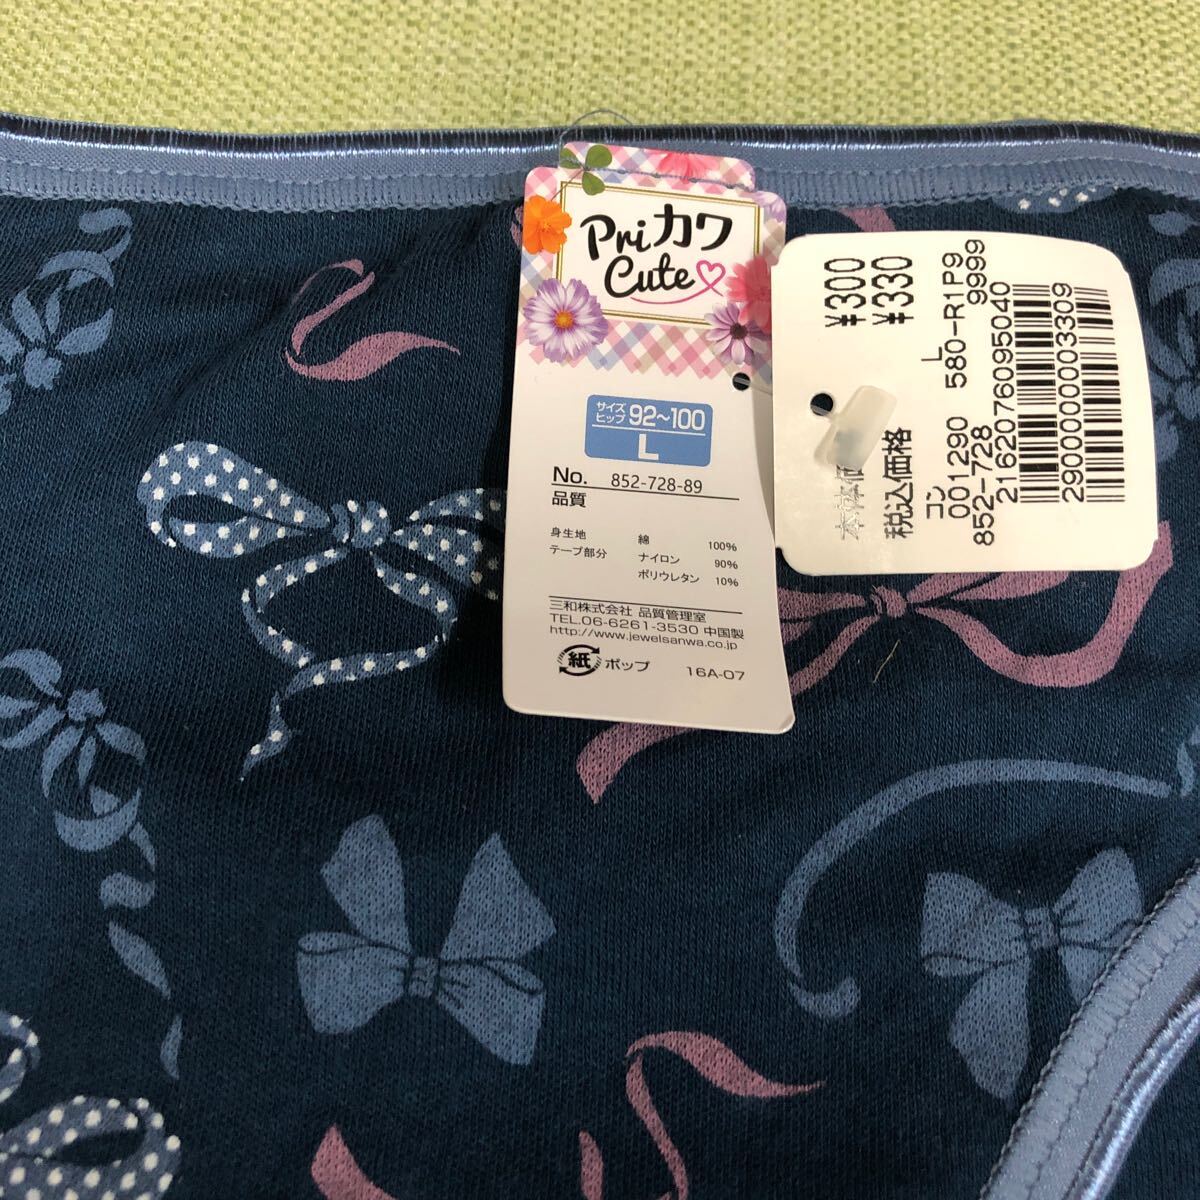 Priカワ
Cute
サイズ
ヒップ 92~100
L
No. 852-728-89
品質
身生地 綿 100%
テープ部分 ナイロン 90%
ポリウレタン 10%
三和株式会社 品質管理室
TEL.06-6261-3530 中国製
http://www.jewelsanwa.co.jp
紙 ポップ 16A-07
本体価 ¥300
税込価格 ¥330
コン L
001290 580-R1P9
852-728 9999
2162076095040
2900000003309